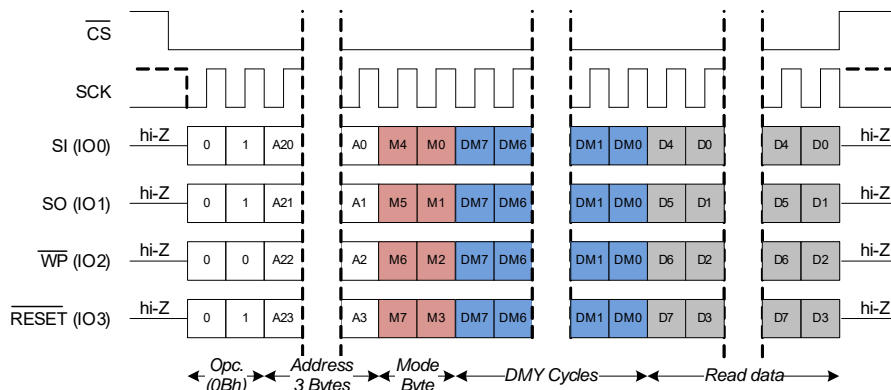 CS
SCK
SI (IO0) hi-Z 0 1 A20 A0 M4 M0 DM7 DM6 DM1 DM0 D4 D0 D4 D0 hi-Z
SO (IO1) hi-Z 0 1 A21 A1 M5 M1 DM7 DM6 DM1 DM0 D5 D1 D5 D1 hi-Z
WP (IO2) hi-Z 0 0 A22 A2 M6 M2 DM7 DM6 DM1 DM0 D6 D2 D6 D2 hi-Z
RESET (IO3) hi-Z 0 1 A23 A3 M7 M3 DM7 DM6 DM1 DM0 D7 D3 D7 D3 hi-Z
Opc. Address Mode DMY Cycles Read data
(0Bh) 3 Bytes Byte